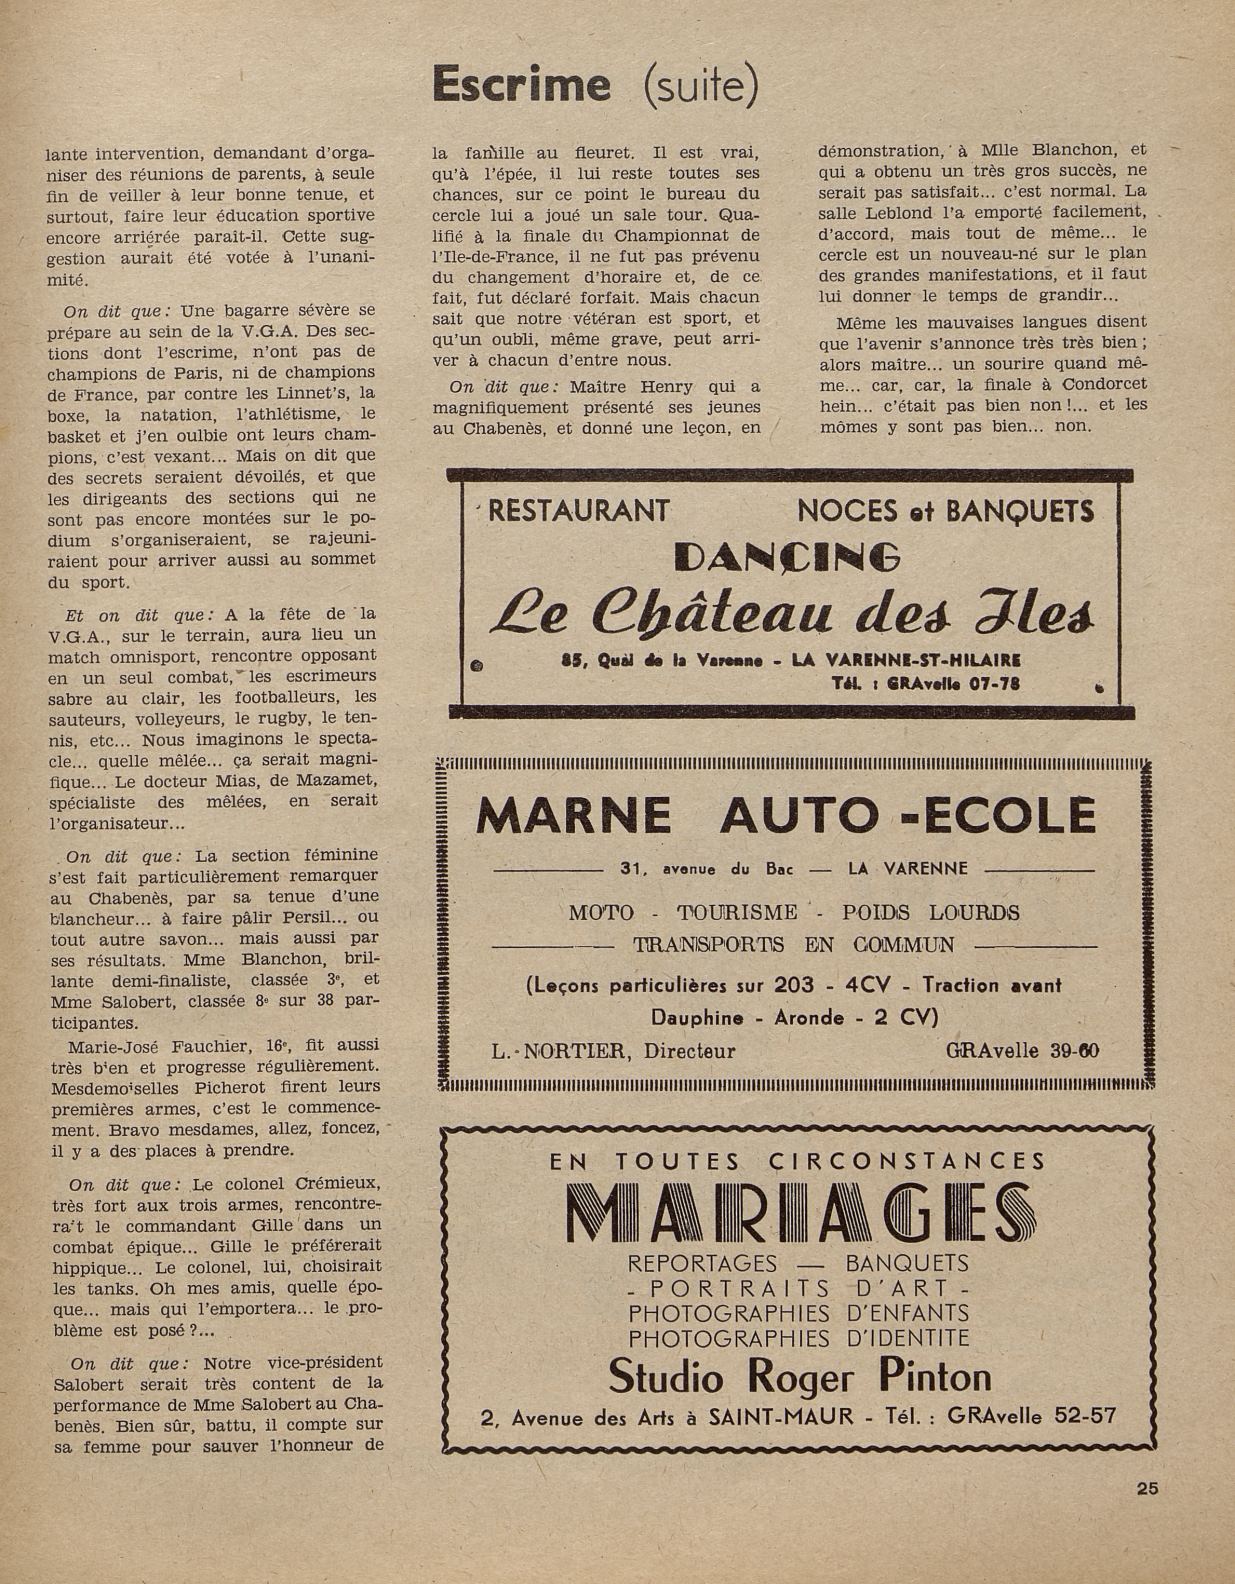 Escrime (suite)
lante intervention, demandant d'orga-
niser des réunions de parents, à seule
fin de veiller à leur bonne tenue, et
surtout, faire leur éducation sportive
encore arriérée parait-il. Cette sug-
gestion aurait été votée à l'unani-
mité.
On dit que : Une bagarre sévère se
prépare au sein de la V.G.A. Des sec-
tions dont l'escrime, n'ont pas de
champions de Paris, ni de champions
de France, par contre les Linnet's, la
boxe, la natation, l'athlétisme, le
basket et j'en oulbie ont leurs cham-
pions, c'est vexant... Mais on dit que
des secrets seraient dévoilés, et que
les dirigeants des sections qui ne
sont pas encore montées sur le po-
dium s'organiseraient, se rajeuni-
raient pour arriver aussi au sommet
du sport.
Et on dit que : A la fête de la
V.G.A., sur le terrain, aura lieu un
match omnisport, rencontre opposant
en un seul combat, les escrimeurs
sabre au clair, les footballeurs, les
sauteurs, volleyeurs, le rugby, le ten-
nis, etc... Nous imaginons le specta-
cle... quelle mêlée... ça serait magni-
fique... Le docteur Mias, de Mazamet,
spécialiste des mêlées, en serait
l'organisateur...
On dit que : La section féminine
s'est fait particulièrement remarquer
au Chabenès, par sa tenue d'une
blancheur... à faire pâlir Persil... ou
tout autre savon... mais aussi par
ses résultats. Mme Blanchon, bril-
lante demi-finaliste, classée 3e, et
Mme Salobert, classée 8e sur 38 par-
ticipantes.
Marie-José Fauchier, 16e, fit aussi
très bien et progresse régulièrement.
Mesdemoiselles Picherot firent leurs
premières armes, c'est le commence-
ment. Bravo mesdames, allez, foncez,
il y a des places à prendre.
On dit que : Le colonel Crémieux,
très fort aux trois armes, rencontre-
rait le commandant Gille dans un
combat épique... Gille le préférerait
hippique... Le colonel, lui, choisirait
les tanks. Oh mes amis, quelle épo-
que... mais qui l'emportera... le pro-
blème est posé ?...
On dit que : Notre vice-président
Salobert serait très content de la
performance de Mme Salobert au Cha-
benès. Bien sûr, battu, il compte sur
sa femme pour sauver l'honneur de
la famille au fleuret. Il est vrai,
qu'à l'épée, il lui reste toutes ses
chances, sur ce point le bureau du
cercle lui a joué un sale tour. Qua-
lifié à la finale du Championnat de
l'Ile-de-France, il ne fut pas prévenu
du changement d'horaire et, de ce
fait, fut déclaré forfait. Mais chacun
sait que notre vétéran est sport, et
qu'un oubli, même grave, peut arri-
ver à chacun d'entre nous.
On dit que : Maître Henry qui a
magnifiquement présenté ses jeunes
au Chabenès, et donné une leçon, en
démonstration, à Mlle Blanchon, et
qui a obtenu un très gros succès, ne
serait pas satisfait... c'est normal. La
salle Leblond l'a emporté facilement,
d'accord, mais tout de même... le
cercle est un nouveau-né sur le plan
des grandes manifestations, et il faut
lui donner le temps de grandir...
Même les mauvaises langues disent
que l'avenir s'annonce très très bien ;
alors maître... un sourire quand mê-
me... car, car, la finale à Condorcet
hein... c'était pas bien non !... et les
mômes y sont pas bien... non.
RESTAURANT NOCES et BANQUETS
DANCING
Le Château des Iles
85, Quai de la Varenne - LA VARENNE-ST-HILAIRE
Tél. : GRAvelle 07-78
MARNE AUTO-ECOLE
31, avenue du Bac — LA VARENNE
MOTO - TOURISME - POIDS LOURDS
TRANSPORTS EN COMMUN
(Leçons particulières sur 203 - 4CV - Traction avant
Dauphine - Aronde - 2 CV)
L. NORTIER, Directeur GRAvelle 39-60
EN TOUTES CIRCONSTANCES
MARIAGES
REPORTAGES — BANQUETS
- PORTRAITS D'ART -
PHOTOGRAPHIES D'ENFANTS
PHOTOGRAPHIES D'IDENTITE
Studio Roger Pinton
2, Avenue des Arts à SAINT-MAUR - Tél. : GRAvelle 52-57
25